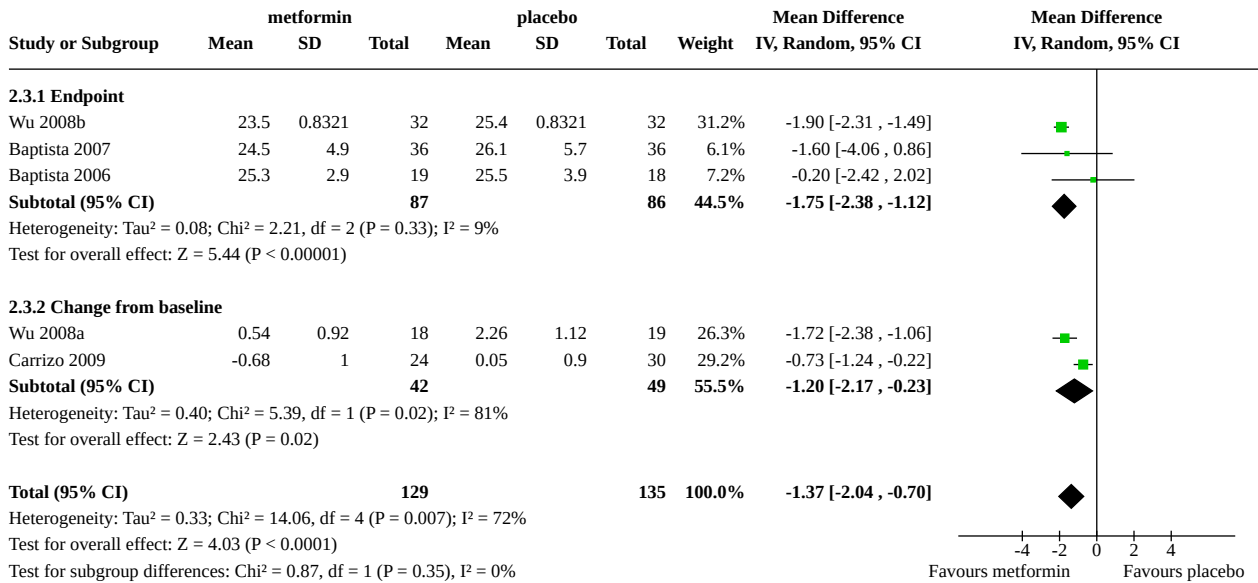 metformin placebo Mean Difference Mean Difference
Study or Subgroup Mean SD Total Mean SD Total Weight IV, Random, 95% CI IV, Random, 95% CI
2.3.1 Endpoint
Wu 2008b 23.5 0.8321 32 25.4 0.8321 32 31.2% -1.90 [-2.31 , -1.49]
Baptista 2007 24.5 4.9 36 26.1 5.7 36 6.1% -1.60 [-4.06 , 0.86]
Baptista 2006 25.3 2.9 19 25.5 3.9 18 7.2% -0.20 [-2.42 , 2.02]
Subtotal (95% CI) 87 86 44.5% -1.75 [-2.38 , -1.12]
Heterogeneity: Tau² = 0.08; Chi² = 2.21, df = 2 (P = 0.33); I² = 9%
Test for overall effect: Z = 5.44 (P < 0.00001)
2.3.2 Change from baseline
Wu 2008a 0.54 0.92 18 2.26 1.12 19 26.3% -1.72 [-2.38 , -1.06]
Carrizo 2009 -0.68 1 24 0.05 0.9 30 29.2% -0.73 [-1.24 , -0.22]
Subtotal (95% CI) 42 49 55.5% -1.20 [-2.17 , -0.23]
Heterogeneity: Tau² = 0.40; Chi² = 5.39, df = 1 (P = 0.02); I² = 81%
Test for overall effect: Z = 2.43 (P = 0.02)
Total (95% CI) 129 135 100.0% -1.37 [-2.04 , -0.70]
Heterogeneity: Tau² = 0.33; Chi² = 14.06, df = 4 (P = 0.007); I² = 72%
Test for overall effect: Z = 4.03 (P < 0.0001)
-4 -2 0 2 4
Test for subgroup differences: Chi² = 0.87, df = 1 (P = 0.35), I² = 0% Favours metformin Favours placebo